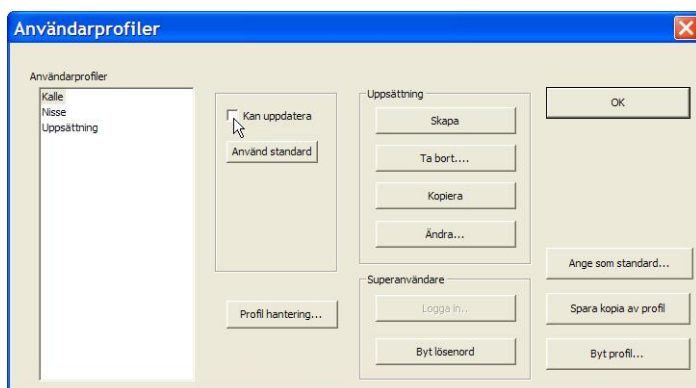 Användarprofiler
Användarprofiler
Kalle
Nisse
Uppsättning
Kan uppdatera
Använd standard
Profil hantering...
Uppsättning
Skapa
Ta bort....
Kopiera
Ändra...
Superanvändare
Logga in..
Byt lösenord
OK
Ange som standard...
Spara kopia av profil
Byt profil...